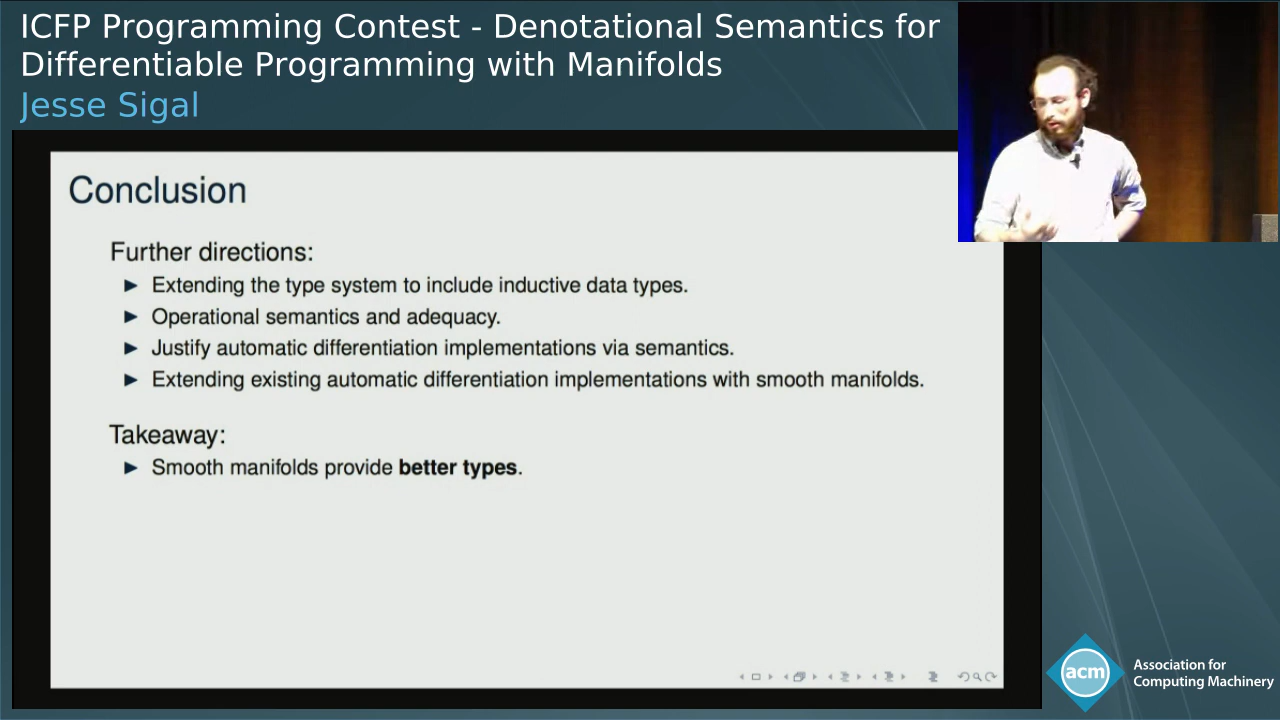 ICFP Programming Contest - Denotational Semantics for
Differentiable Programming with Manifolds
Jesse Sigal
Conclusion
Further directions:
Extending the type system to include inductive data types.
Operational semantics and adequacy.
Justify automatic differentiation implementations via semantics.
Extending existing automatic differentiation implementations with smooth manifolds.
Takeaway:
Smooth manifolds provide better types.
acm
Association for
Computing Machinery